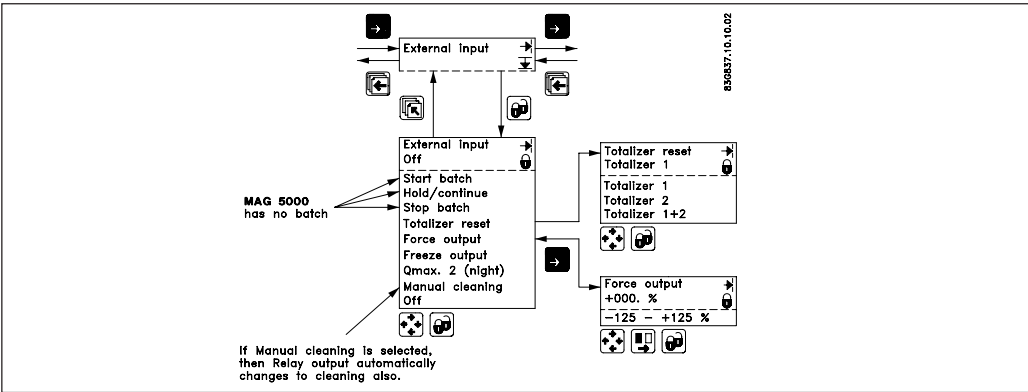 External input
83G837.10.10.02
External input
Off
Start batch
Hold/continue
Stop batch
Totalizer reset
Force output
Freeze output
Qmax. 2 (night)
Manual cleaning
Off
MAG 5000
has no batch
If Manual cleaning is selected,
then Relay output automatically
changes to cleaning also.
Totalizer reset
Totalizer 1
Totalizer 1
Totalizer 2
Totalizer 1+2
Force output
+000. %
-125 - +125 %